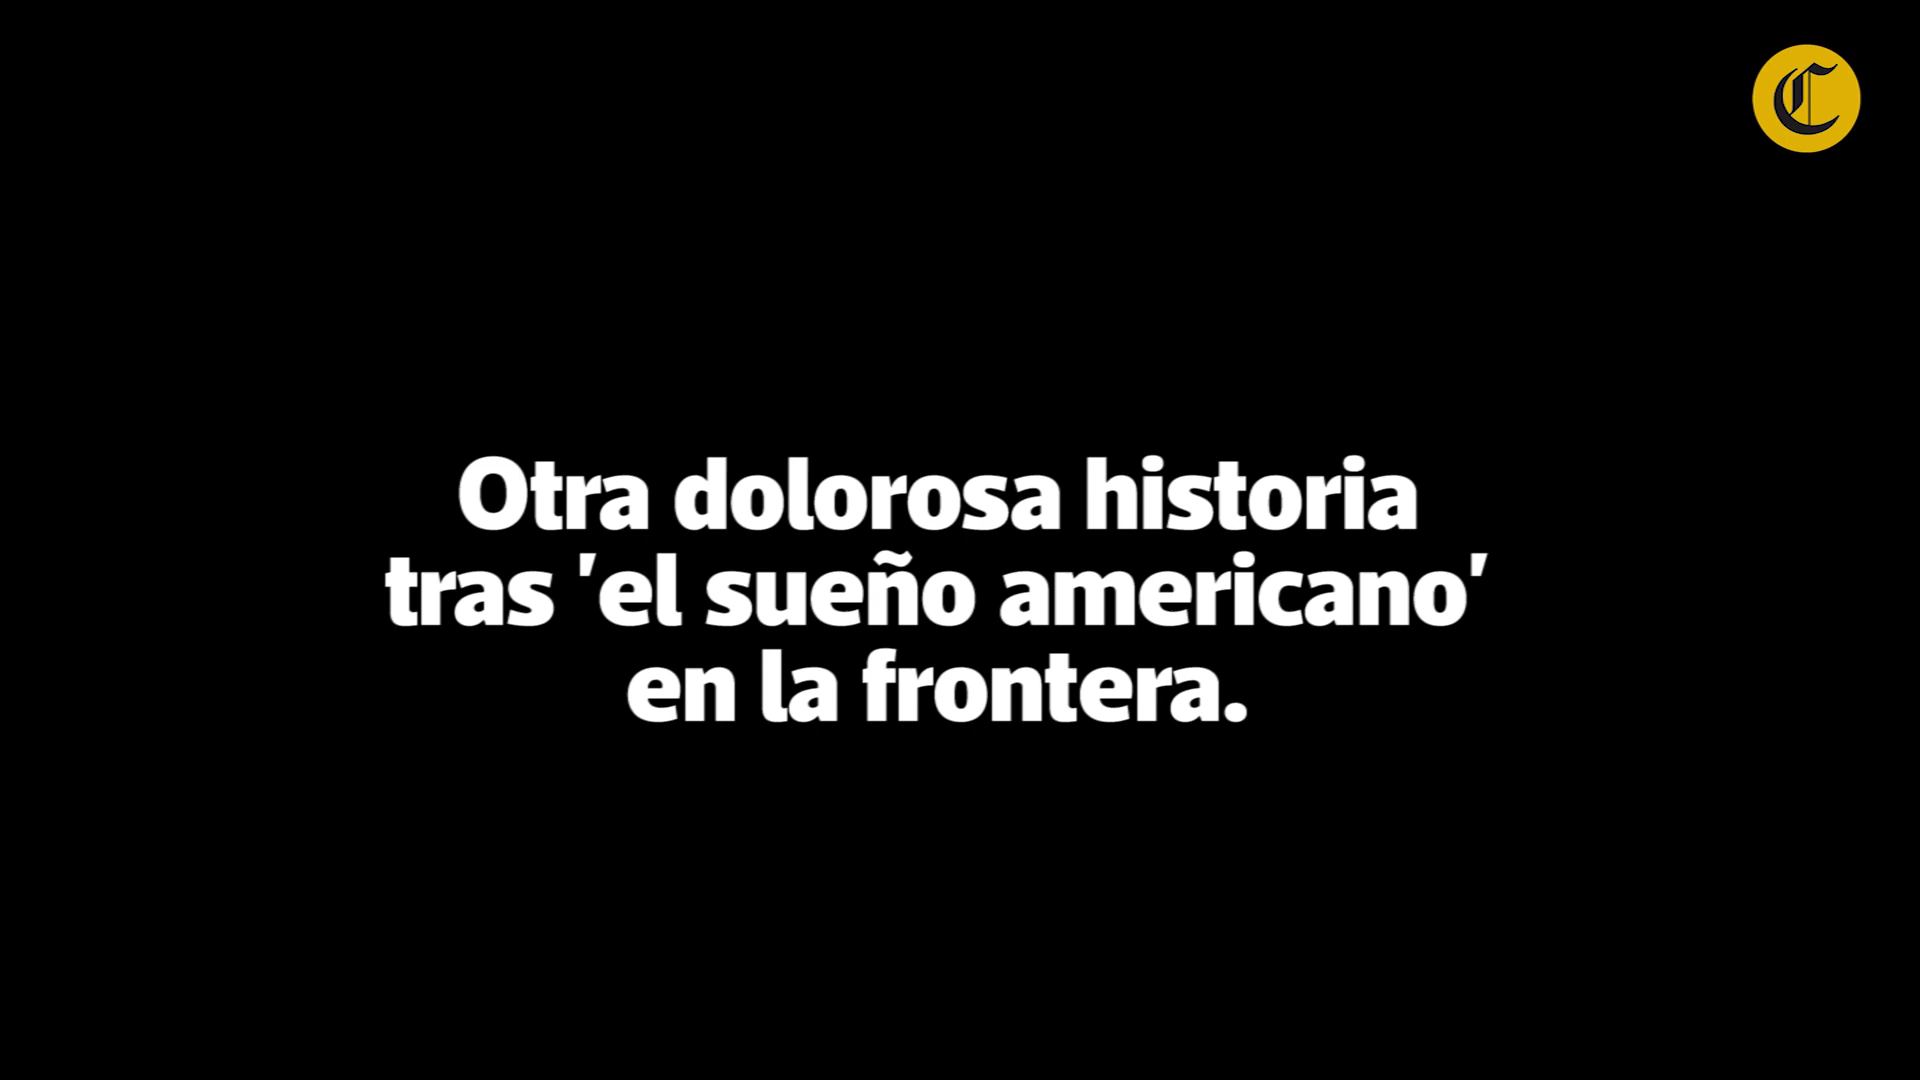 C
Otra dolorosa historia
tras 'el sueño americano'
en la frontera.